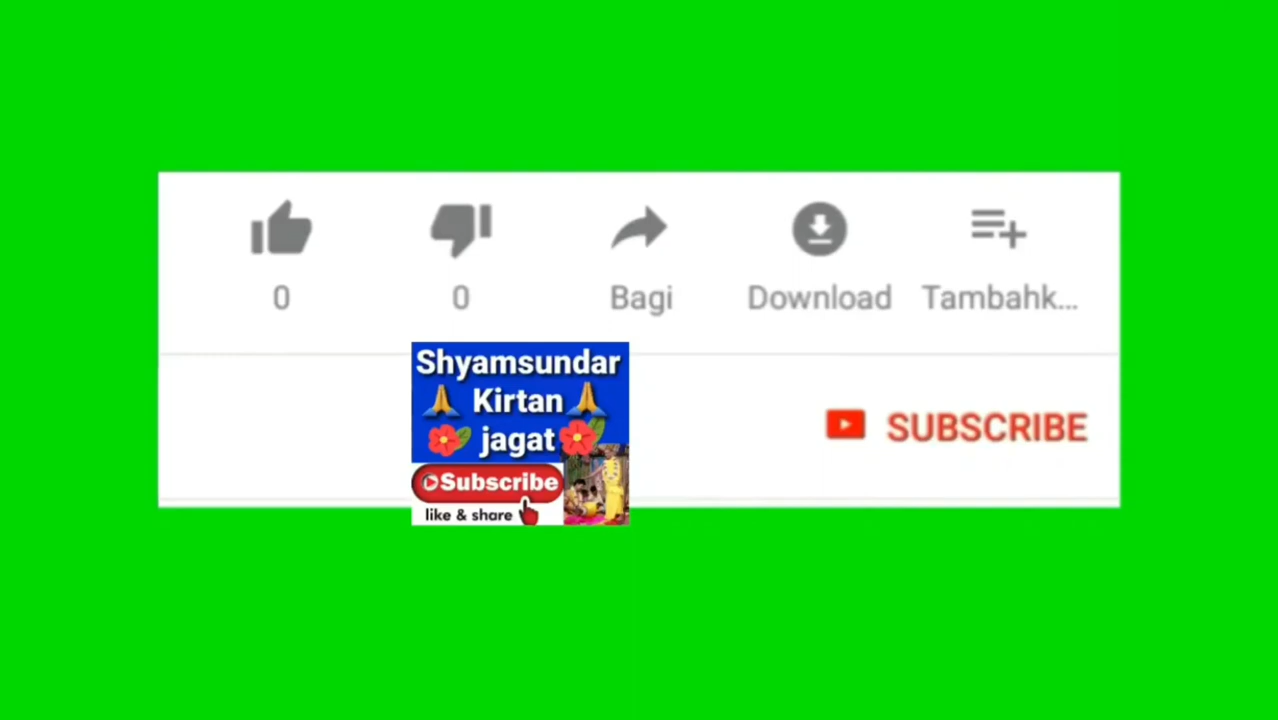 0 0 Bagi Download Tambahk...
Shyamsundar
🙏 Kirtan 🙏
🌺 jagat 🌺
SUBSCRIBE
Subscribe
like & share